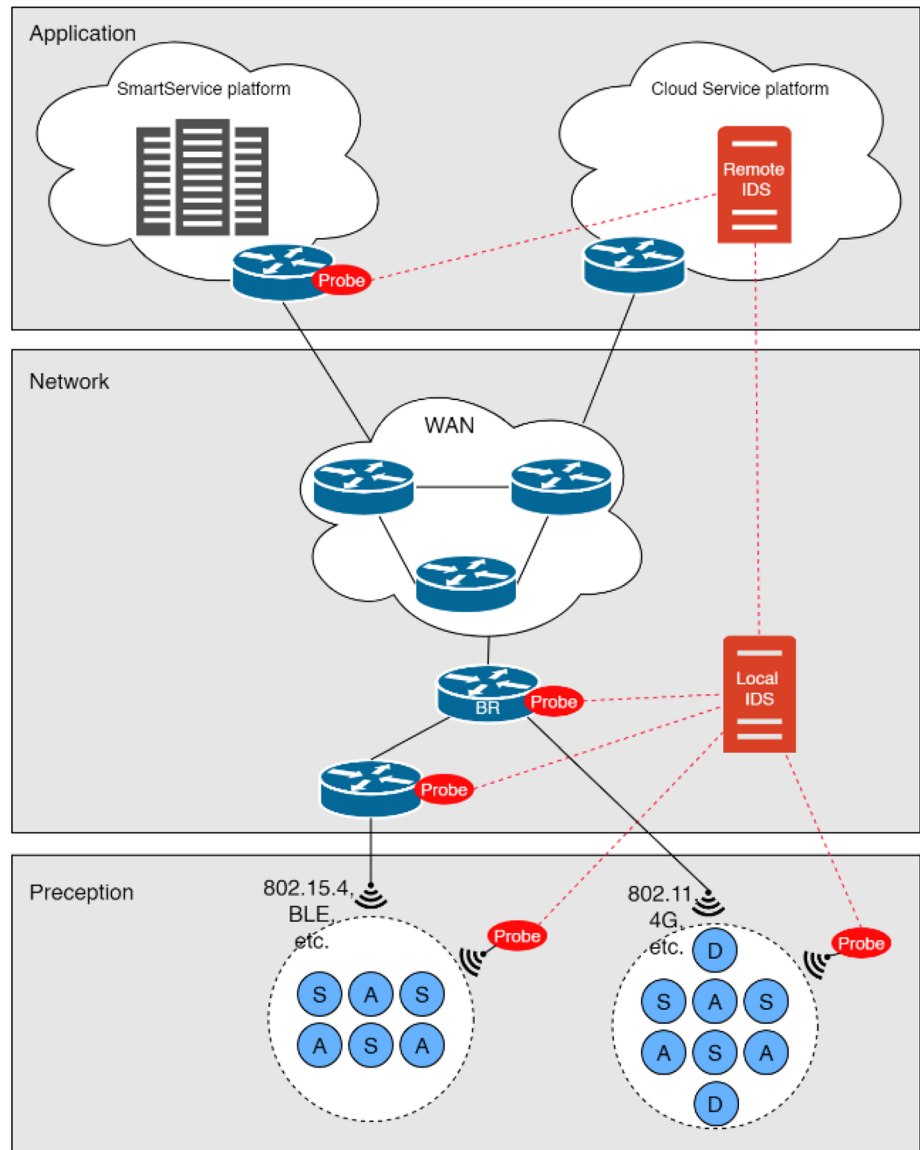 Application
SmartService platform
Cloud Service platform
Remote
IDS
Probe
Network
WAN
BR
Probe
Local
IDS
Probe
Preception
802.15.4,
BLE,
etc.
Probe
802.11,
4G,
etc.
Probe
S A S
A S A
D
S A S
A S A
D